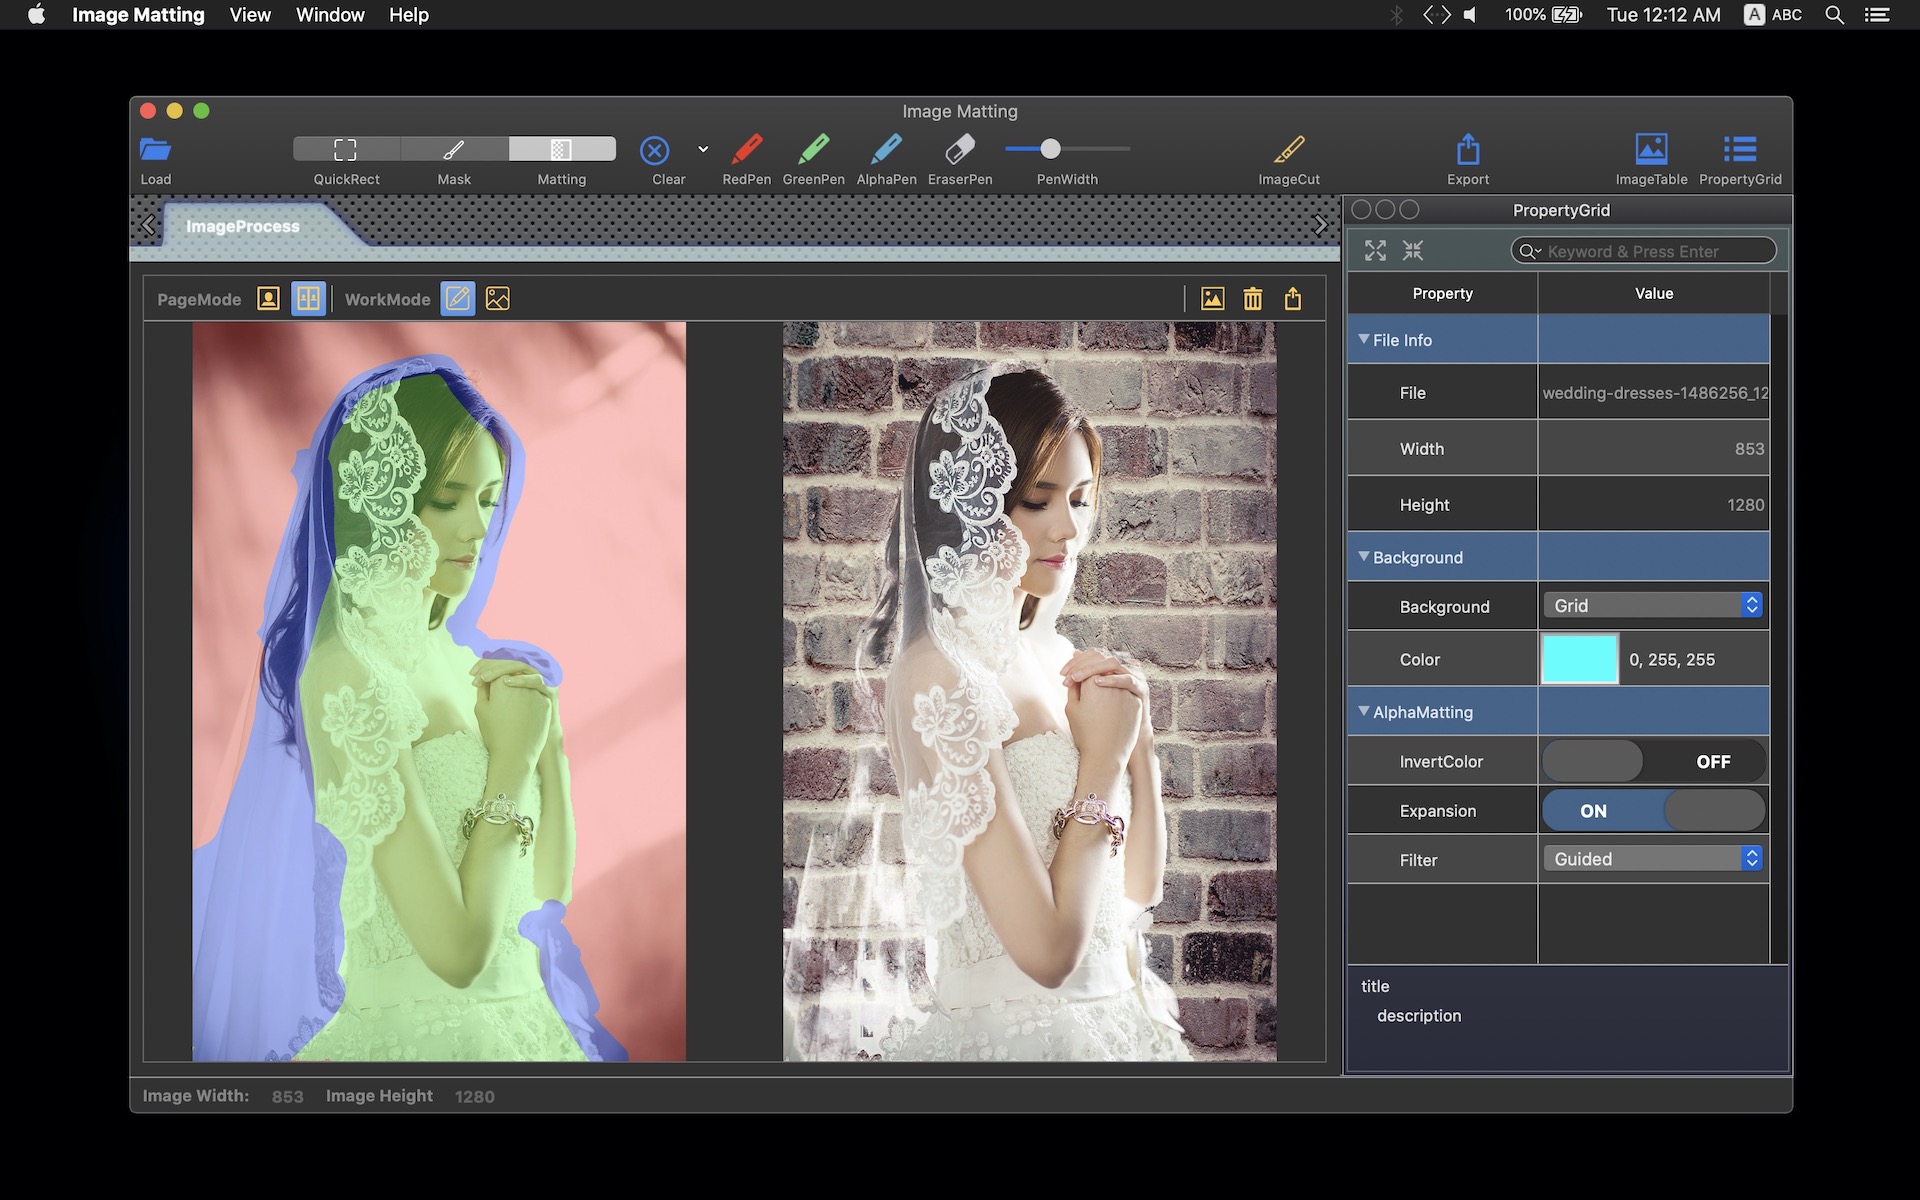 Image Matting View Window Help 100% Tue 12:12 AM A ABC
Image Matting
Load QuickRect Mask Matting Clear RedPen GreenPen AlphaPen EraserPen PenWidth ImageCut Export ImageTable PropertyGrid
ImageProcess
PageMode WorkMode
PropertyGrid
Keyword & Press Enter
Property Value
File Info
File wedding-dresses-1486256_12
Width 853
Height 1280
Background
Background Grid
Color 0, 255, 255
AlphaMatting
InvertColor OFF
Expansion ON
Filter Guided
title
description
Image Width: 853 Image Height 1280